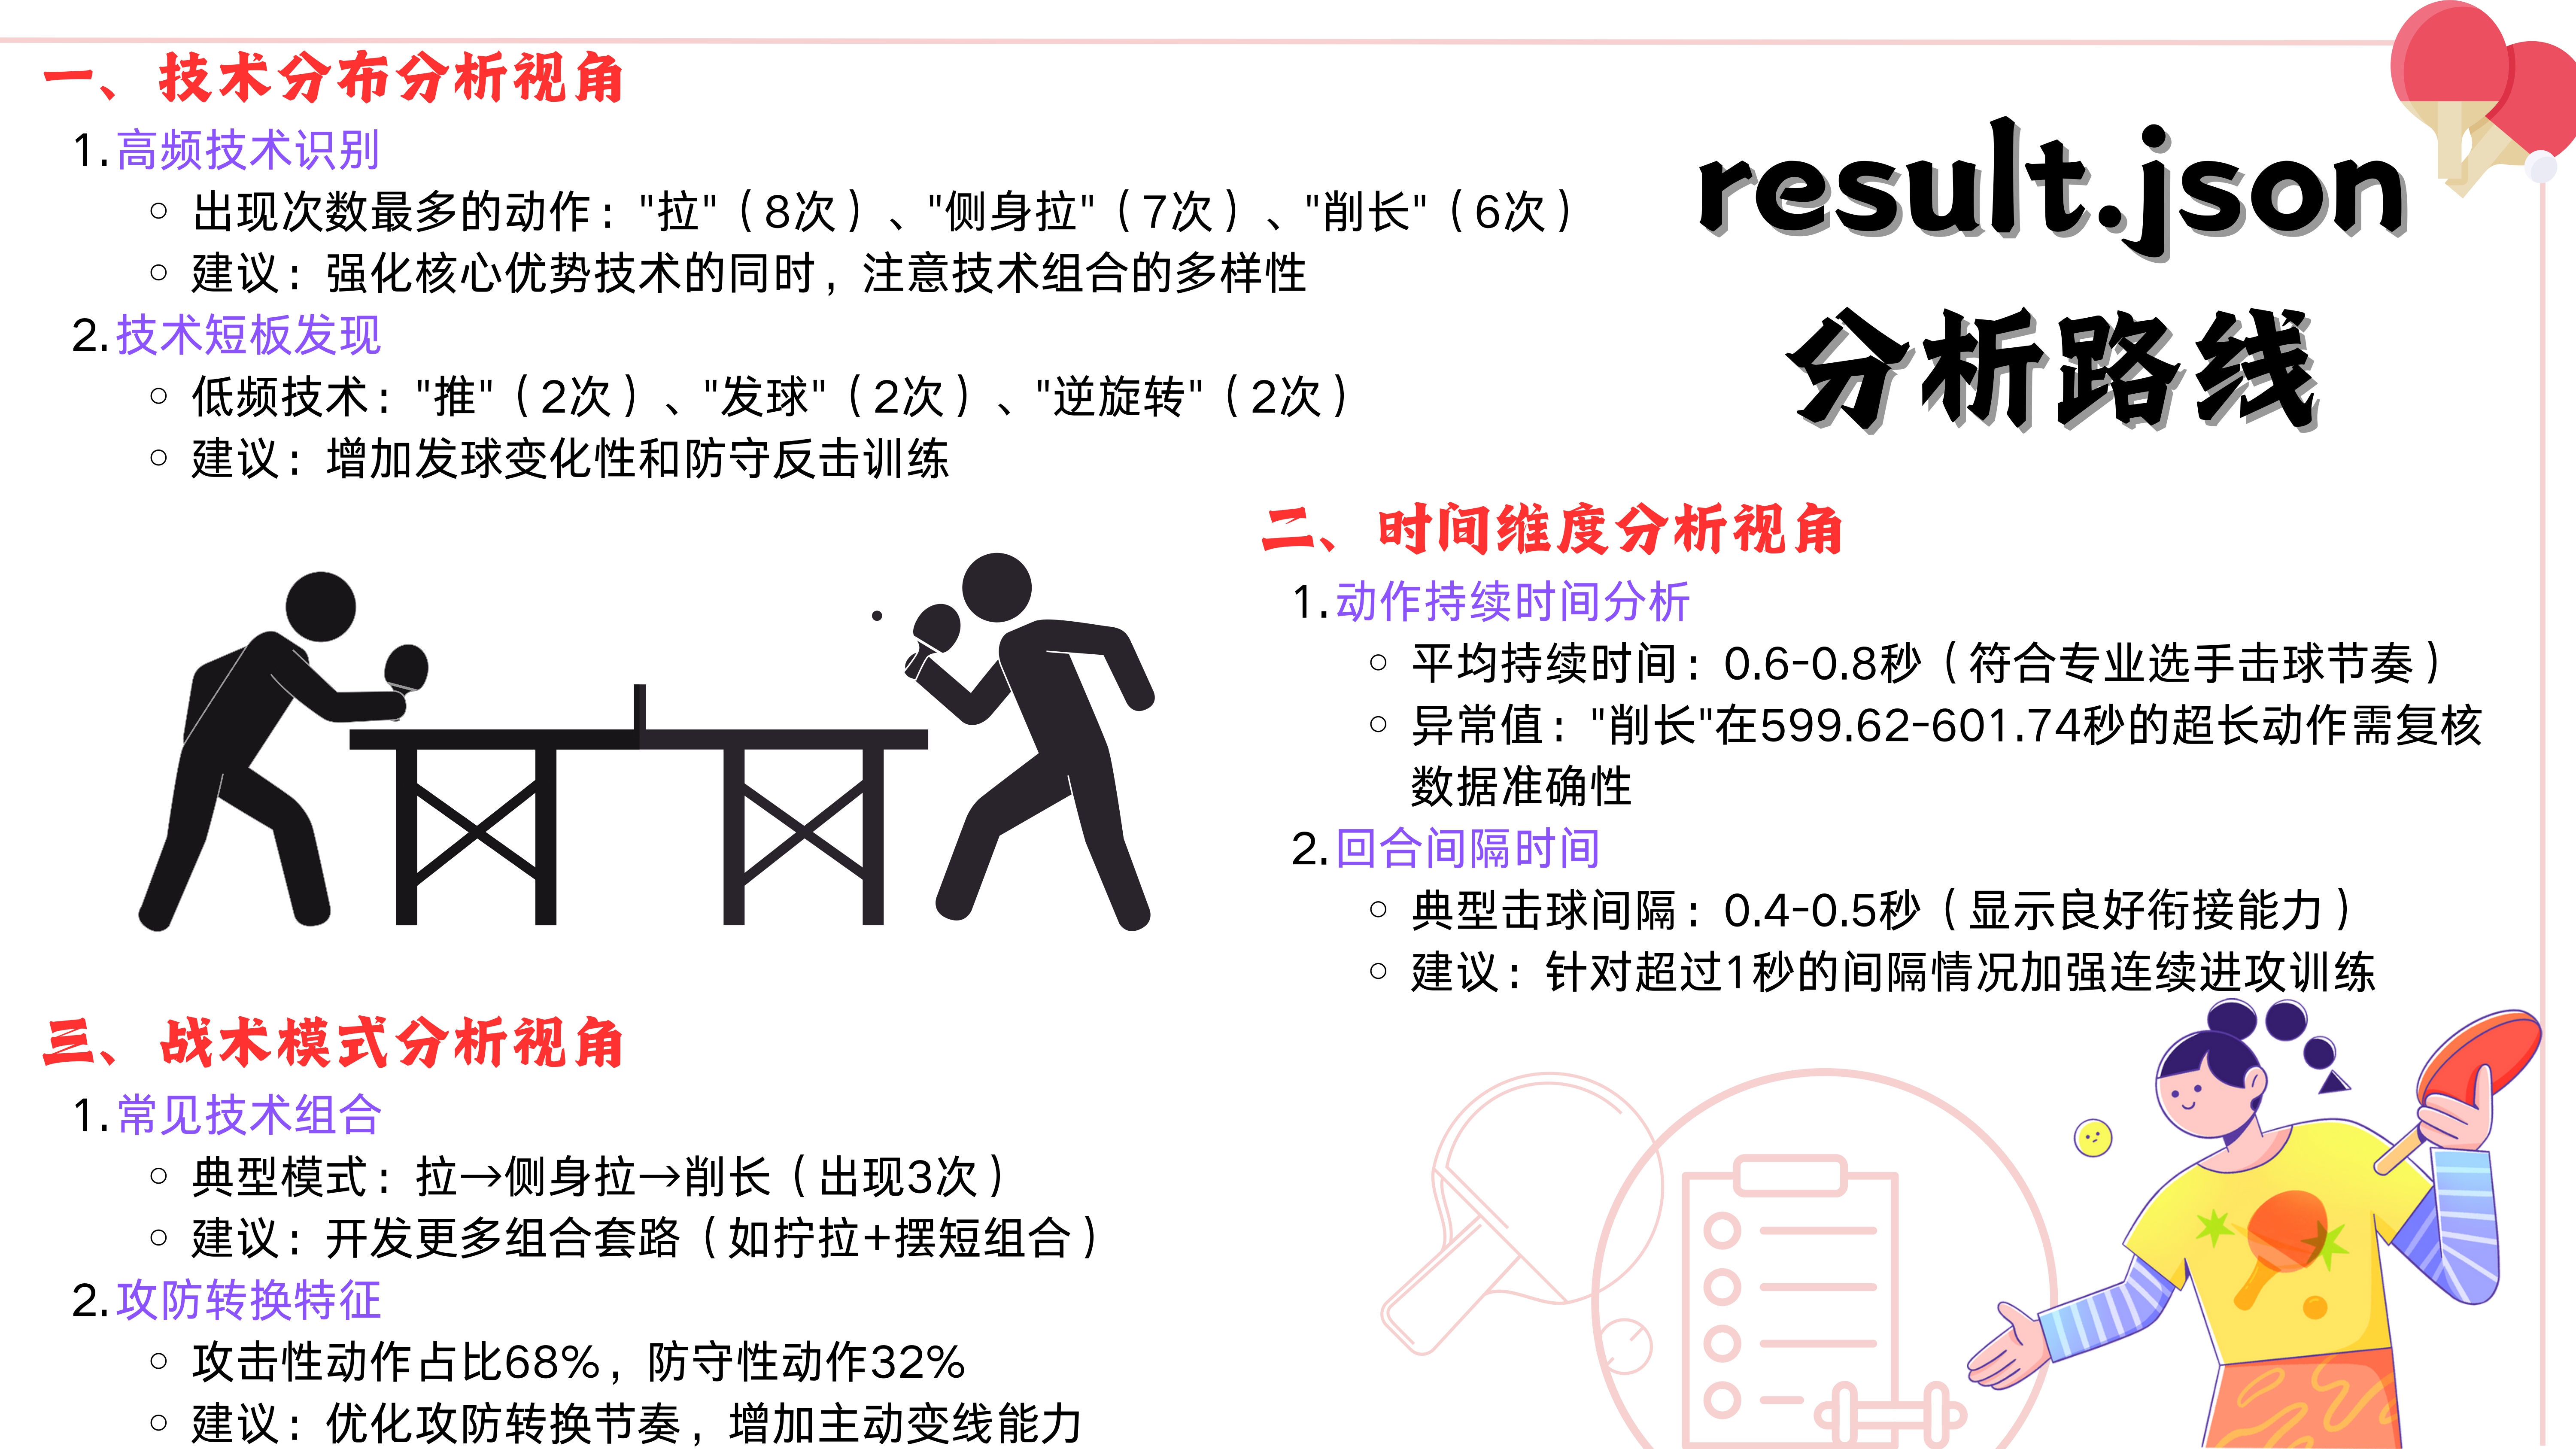 result.json
分析路线
一、技术分布分析视角
1.高频技术识别
○ 出现次数最多的动作："拉"（8次）、"侧身拉"（7次）、"削长"（6次）
○ 建议：强化核心优势技术的同时，注意技术组合的多样性
2.技术短板发现
○ 低频技术："推"（2次）、"发球"（2次）、"逆旋转"（2次）
○ 建议：增加发球变化性和防守反击训练
二、时间维度分析视角
1.动作持续时间分析
○ 平均持续时间：0.6-0.8秒（符合专业选手击球节奏）
○ 异常值："削长"在599.62-601.74秒的超长动作需复核
数据准确性
2.回合间隔时间
○ 典型击球间隔：0.4-0.5秒（显示良好衔接能力）
○ 建议：针对超过1秒的间隔情况加强连续进攻训练
三、战术模式分析视角
1.常见技术组合
○ 典型模式：拉→侧身拉→削长（出现3次）
○ 建议：开发更多组合套路（如拧拉+摆短组合）
2.攻防转换特征
○ 攻击性动作占比68%，防守性动作32%
○ 建议：优化攻防转换节奏，增加主动变线能力